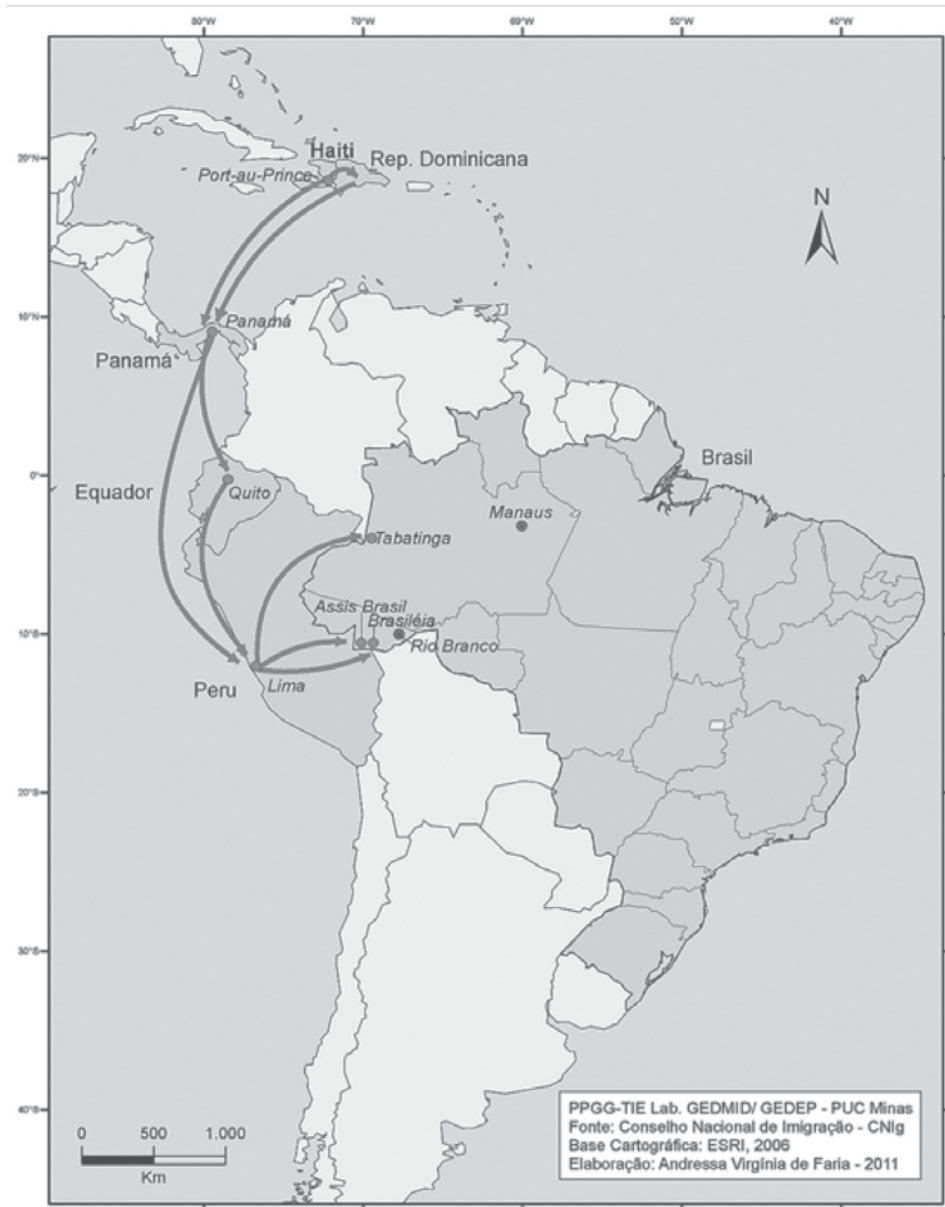 80°W 70°W 60°W 50°W 40°W
20°N
Haiti
Rep. Dominicana
Port-au-Prince
N
10°N
Panamá
Panamá
Brasil
0°
Equador
Quito
Manaus
Tabatinga
Assis Brasil
Brasiléia
10°S
Rio Branco
Peru
Lima
20°S
30°S
40°S
0 500 1.000
Km
PPGG-TIE Lab. GEDMID/ GEDEP - PUC Minas
Fonte: Conselho Nacional de Imigração - CNIg
Base Cartográfica: ESRI, 2006
Elaboração: Andressa Virgínia de Faria - 2011